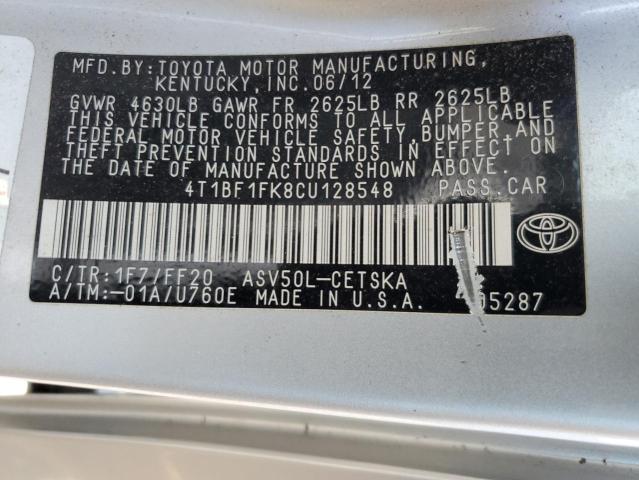 MFD.BY:TOYOTA MOTOR MANUFACTURING,
KENTUCKY,INC.06/12
GVWR 4630LB GAWR FR 2625LB RR 2625LB
THIS VEHICLE CONFORMS TO ALL APPLICABLE
FEDERAL MOTOR VEHICLE SAFETY,BUMPER,AND
THEFT PREVENTION STANDARDS IN EFFECT ON
THE DATE OF MANUFACTURE SHOWN ABOVE.
4T1BF1FK8CU128548 PASS.CAR
C/TR:1F7/FF20 ASV50L-CETSKA
A/TM:-01A/U760E MADE IN U.S.A. 05287